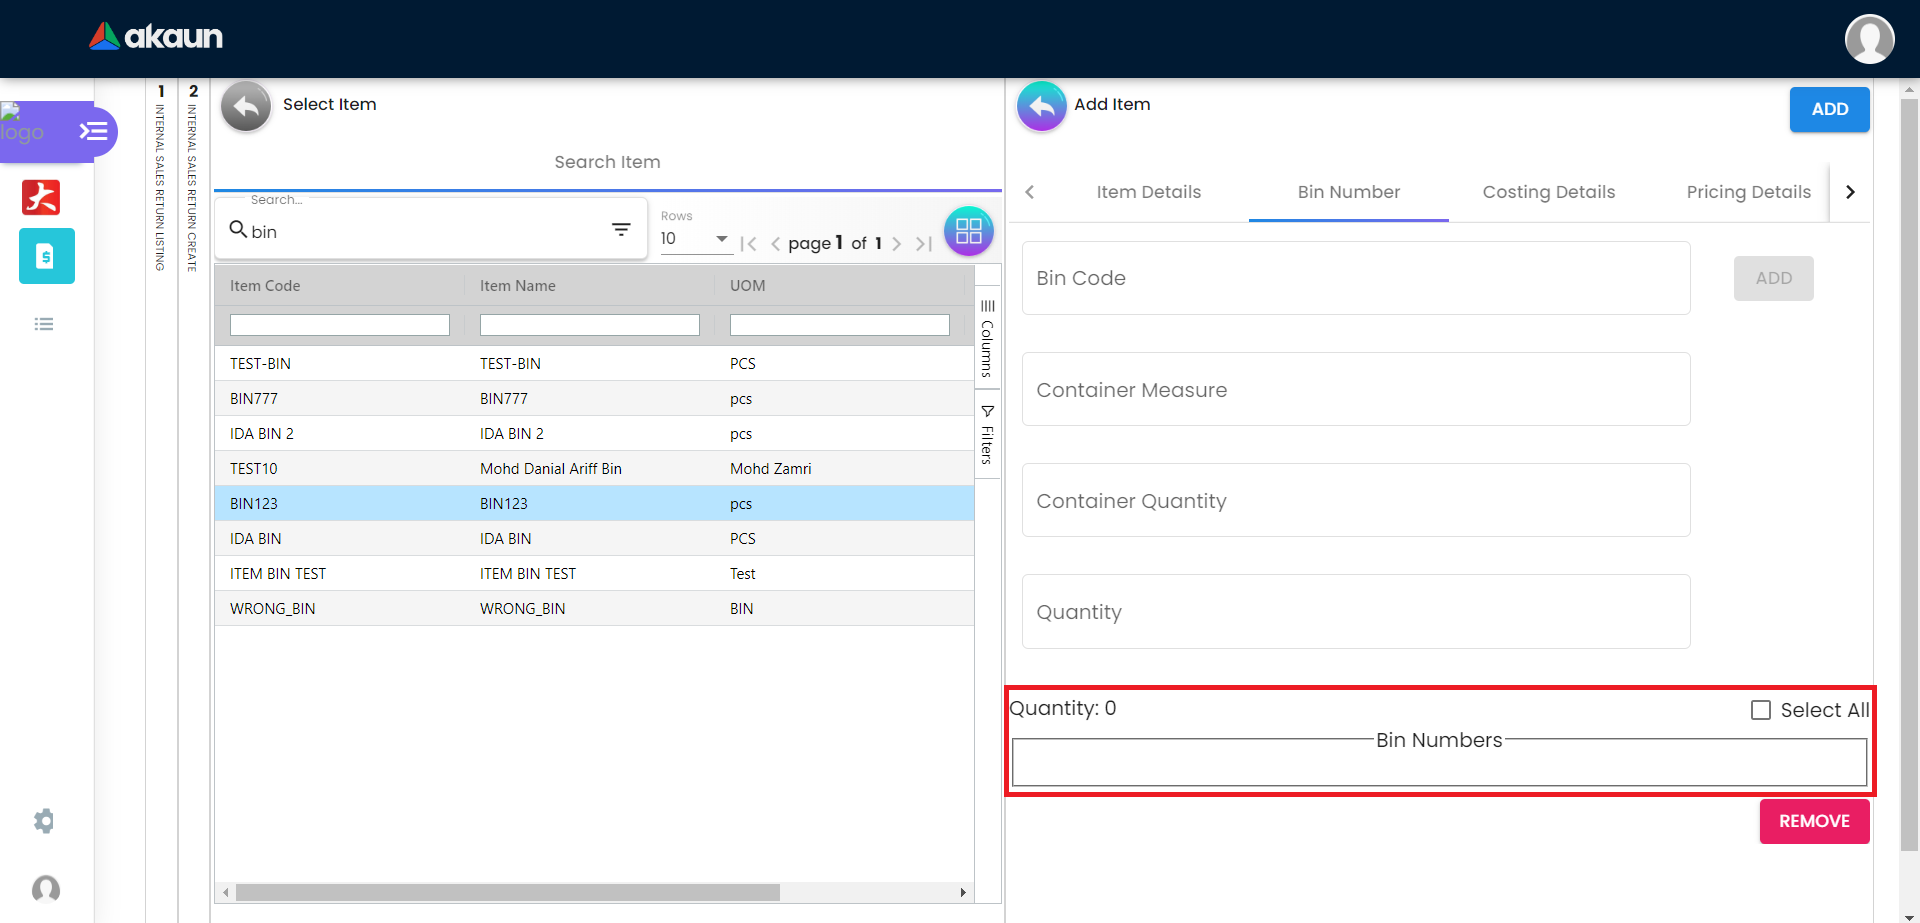 akaun
logo
1
INTERNAL SALES RETURN LISTING
2
INTERNAL SALES RETURN CREATE
Select Item
Search Item
Search...
bin
Rows
10
page 1 of 1
Item Code Item Name UOM
TEST-BIN TEST-BIN PCS
BIN777 BIN777 pcs
IDA BIN 2 IDA BIN 2 pcs
TEST10 Mohd Danial Ariff Bin Mohd Zamri
BIN123 BIN123 pcs
IDA BIN IDA BIN PCS
ITEM BIN TEST ITEM BIN TEST Test
WRONG_BIN WRONG_BIN BIN
Columns
Filters
Add Item
ADD
Item Details Bin Number Costing Details Pricing Details
Bin Code
ADD
Container Measure
Container Quantity
Quantity
Quantity: 0
Select All
Bin Numbers
REMOVE